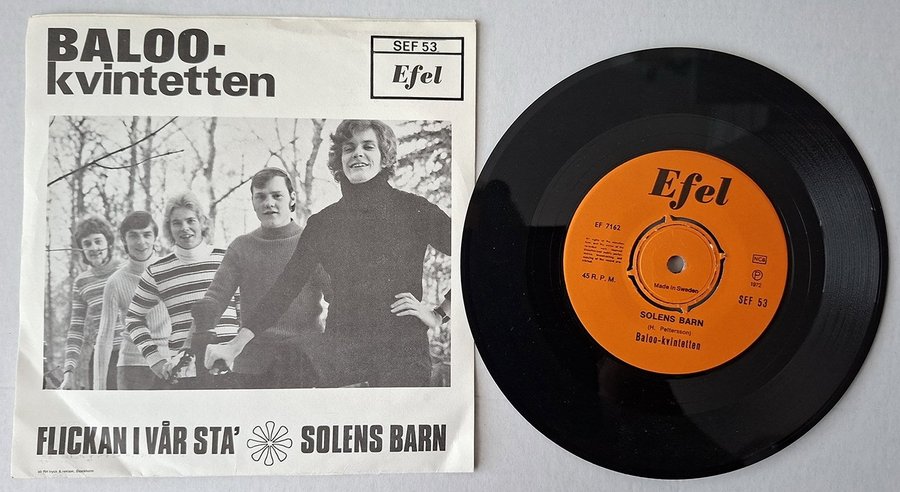 BALOO-
kvintetten
SEF 53
Efel
FLICKAN I VÅR STA' SOLENS BARN
Efel
EF 7162
45 R. P. M.
Made in Sweden
NCB
P
1972
SEF 53
SOLENS BARN
(H. Pettersson)
Baloo-kvintetten